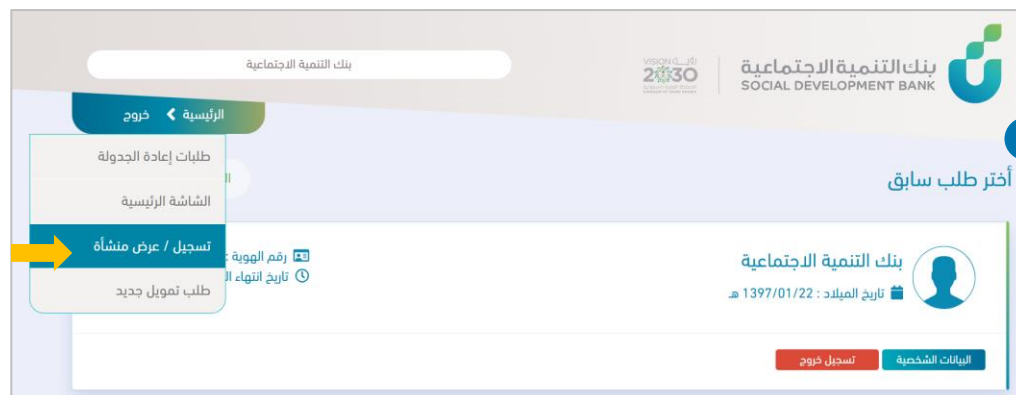 بنك التنمية الاجتماعية
SOCIAL DEVELOPMENT BANK
VISION رؤيــة
2030
بنك التنمية الاجتماعية
الرئيسية خروج
أختر طلب سابق
طلبات إعادة الجدولة
الشاشة الرئيسية
تسجيل / عرض منشأة
طلب تمويل جديد
بنك التنمية الاجتماعية
تاريخ الميلاد : 1397/01/22 هـ
رقم الهوية :
تاريخ انتهاء
البيانات الشخصية
تسجيل خروج